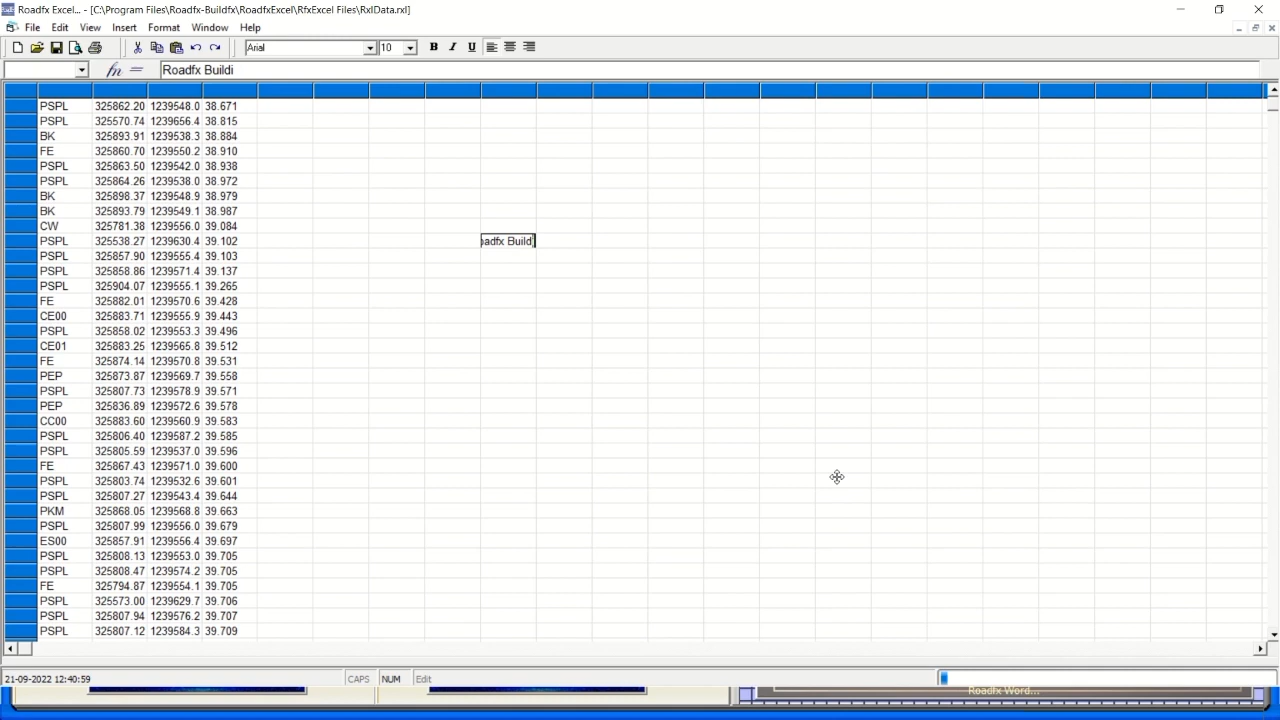 Roadfx Excel... - [C:\Program Files\Roadfx-Buildfx\RoadfxExcel\RfxExcel Files\RxlData.rxl]
File Edit View Insert Format Window Help
Arial 10 B I U
fx = Roadfx Buildi
PSPL 325862.20 1239548.0 38.671
PSPL 325570.74 1239656.4 38.815
BK 325893.91 1239538.3 38.884
FE 325860.70 1239550.2 38.910
PSPL 325863.50 1239542.0 38.938
PSPL 325864.26 1239538.0 38.972
BK 325898.37 1239548.9 38.979
BK 325893.79 1239549.1 38.987
CW 325781.38 1239556.0 39.084
PSPL 325538.27 1239630.4 39.102 oadfx Build
PSPL 325857.90 1239555.4 39.103
PSPL 325858.86 1239571.4 39.137
PSPL 325904.07 1239555.1 39.265
FE 325882.01 1239570.6 39.428
CE00 325883.71 1239555.9 39.443
PSPL 325858.02 1239553.3 39.496
CE01 325883.25 1239565.8 39.512
FE 325874.14 1239570.8 39.531
PEP 325873.87 1239569.7 39.558
PSPL 325807.73 1239578.9 39.571
PEP 325836.89 1239572.6 39.578
CC00 325883.60 1239560.9 39.583
PSPL 325806.40 1239587.2 39.585
PSPL 325805.59 1239537.0 39.596
FE 325867.43 1239571.0 39.600
PSPL 325803.74 1239532.6 39.601
PSPL 325807.27 1239543.4 39.644
PKM 325868.05 1239568.8 39.663
PSPL 325807.99 1239556.0 39.679
ES00 325857.91 1239556.4 39.697
PSPL 325808.13 1239553.0 39.705
PSPL 325808.47 1239574.2 39.705
FE 325794.87 1239554.1 39.705
PSPL 325573.00 1239629.7 39.706
PSPL 325807.94 1239576.2 39.707
PSPL 325807.12 1239584.3 39.709
21-09-2022 12:40:59 CAPS NUM Edit
Roadfx Word...